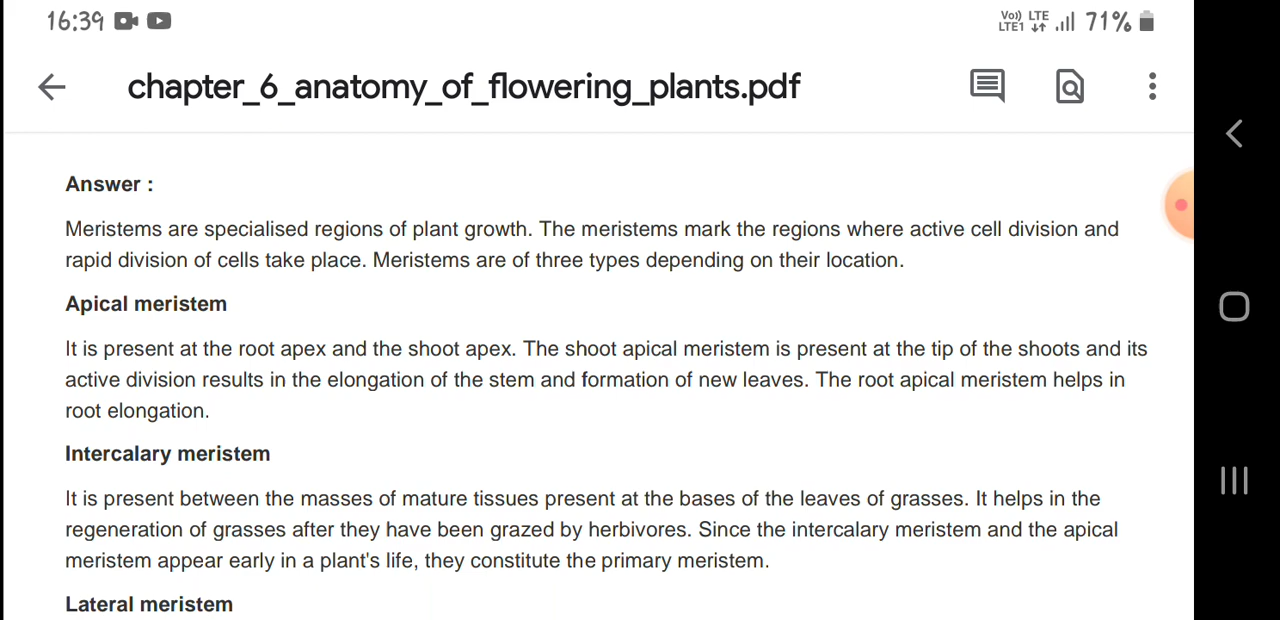 16:39 Vo) LTE LTE1 71%
chapter_6_anatomy_of_flowering_plants.pdf
Answer :
Meristems are specialised regions of plant growth. The meristems mark the regions where active cell division and
rapid division of cells take place. Meristems are of three types depending on their location.
Apical meristem
It is present at the root apex and the shoot apex. The shoot apical meristem is present at the tip of the shoots and its
active division results in the elongation of the stem and formation of new leaves. The root apical meristem helps in
root elongation.
Intercalary meristem
It is present between the masses of mature tissues present at the bases of the leaves of grasses. It helps in the
regeneration of grasses after they have been grazed by herbivores. Since the intercalary meristem and the apical
meristem appear early in a plant's life, they constitute the primary meristem.
Lateral meristem